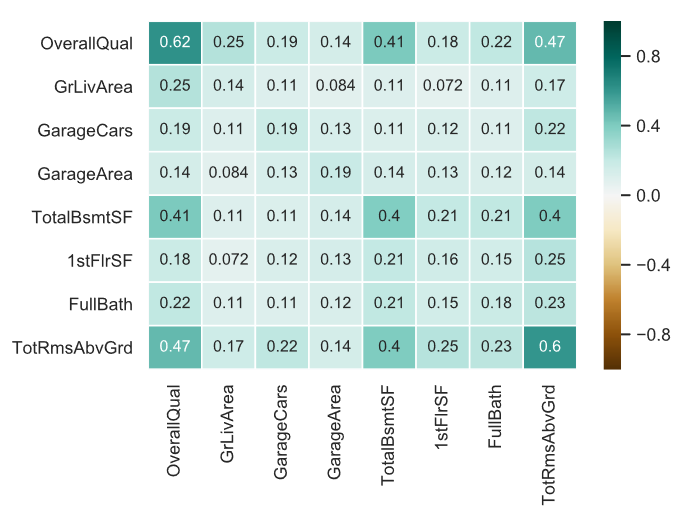 OverallQual 0.62 0.25 0.19 0.14 0.41 0.18 0.22 0.47
GrLivArea 0.25 0.14 0.11 0.084 0.11 0.072 0.11 0.17
GarageCars 0.19 0.11 0.19 0.13 0.11 0.12 0.11 0.22
GarageArea 0.14 0.084 0.13 0.19 0.14 0.13 0.12 0.14
TotalBsmtSF 0.41 0.11 0.11 0.14 0.4 0.21 0.21 0.4
1stFlrSF 0.18 0.072 0.12 0.13 0.21 0.16 0.15 0.25
FullBath 0.22 0.11 0.11 0.12 0.21 0.15 0.18 0.23
TotRmsAbvGrd 0.47 0.17 0.22 0.14 0.4 0.25 0.23 0.6
OverallQual
GrLivArea
GarageCars
GarageArea
TotalBsmtSF
1stFlrSF
FullBath
TotRmsAbvGrd
0.8
0.4
0.0
−0.4
−0.8